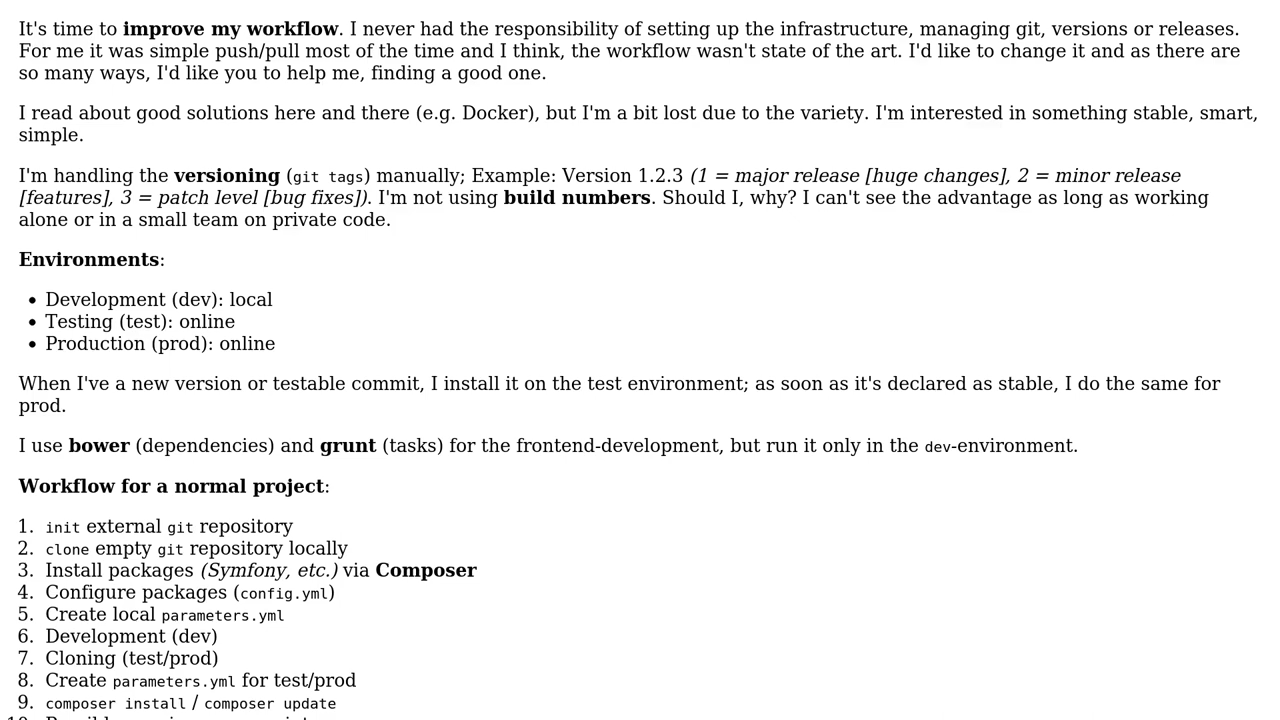 It's time to improve my workflow. I never had the responsibility of setting up the infrastructure, managing git, versions or releases.
For me it was simple push/pull most of the time and I think, the workflow wasn't state of the art. I'd like to change it and as there are
so many ways, I'd like you to help me, finding a good one.
I read about good solutions here and there (e.g. Docker), but I'm a bit lost due to the variety. I'm interested in something stable, smart,
simple.
I'm handling the versioning (git tags) manually; Example: Version 1.2.3 (1 = major release [huge changes], 2 = minor release
[features], 3 = patch level [bug fixes]). I'm not using build numbers. Should I, why? I can't see the advantage as long as working
alone or in a small team on private code.
Environments:
• Development (dev): local
• Testing (test): online
• Production (prod): online
When I've a new version or testable commit, I install it on the test environment; as soon as it's declared as stable, I do the same for
prod.
I use bower (dependencies) and grunt (tasks) for the frontend-development, but run it only in the dev-environment.
Workflow for a normal project:
1. init external git repository
2. clone empty git repository locally
3. Install packages (Symfony, etc.) via Composer
4. Configure packages (config.yml)
5. Create local parameters.yml
6. Development (dev)
7. Cloning (test/prod)
8. Create parameters.yml for test/prod
9. composer install / composer update